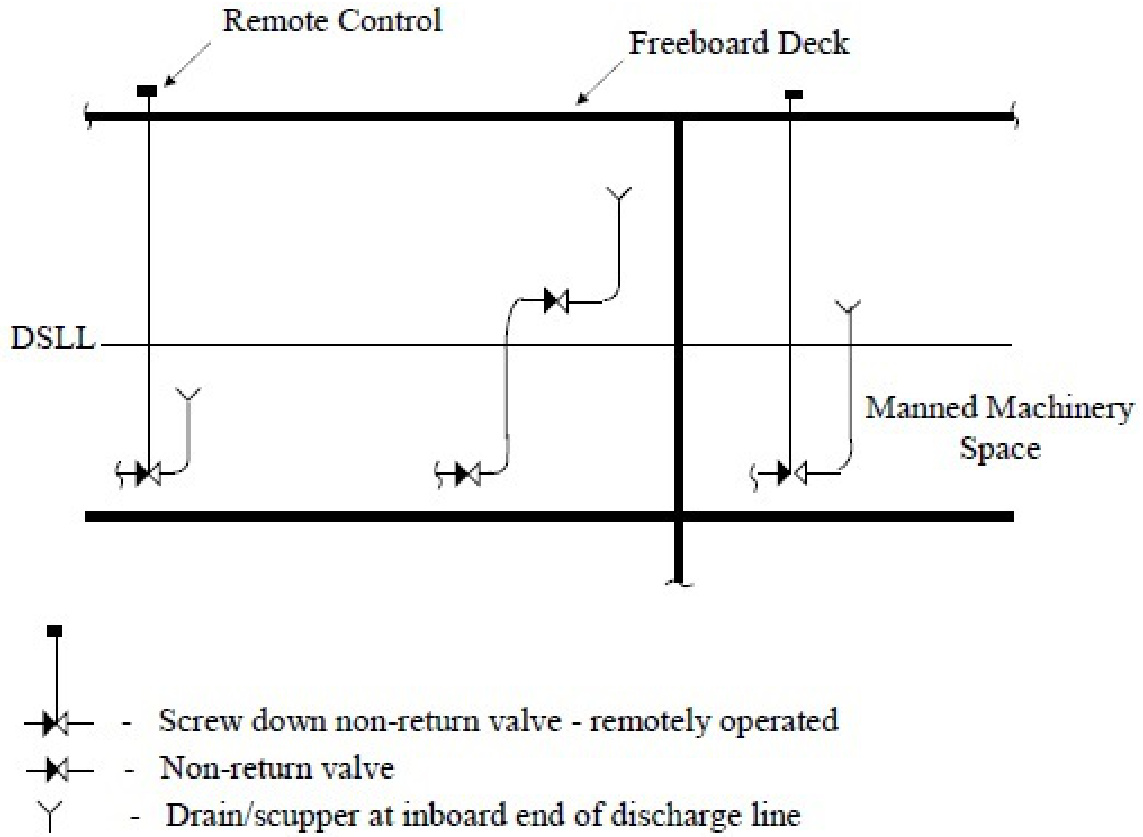 Remote Control
Freeboard Deck
DSLL
Manned Machinery
Space
- Screw down non-return valve - remotely operated
- Non-return valve
- Drain/scupper at inboard end of discharge line